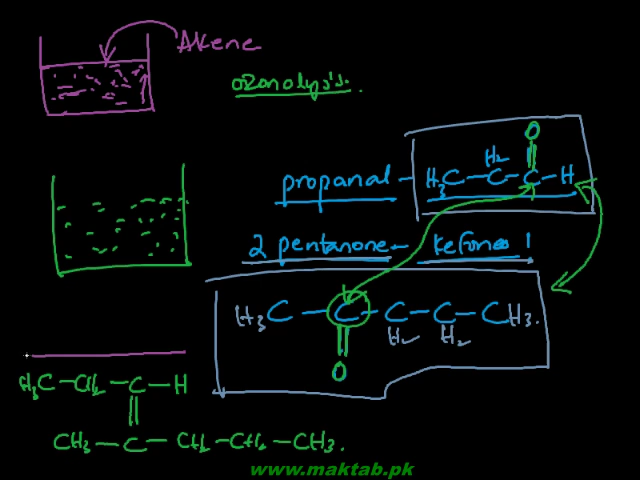 Alkene
ozonolysis.
O
propanal – H3C – C – C – H
H2
2 pentanone – ketones 1
H3C – C – C – C – CH3.
H2 H2
O
H3C – CH2 – C – H
CH3 – C – CH2 – CH2 – CH3.
www.maktab.pk